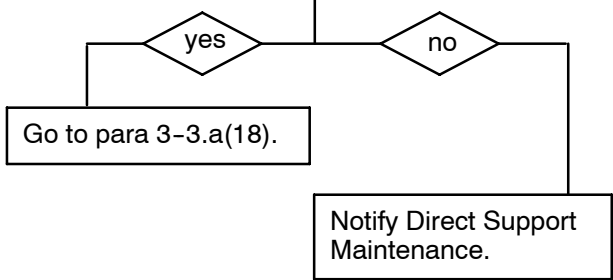 yes
no
Go to para 3-3.a(18).
Notify Direct Support
Maintenance.